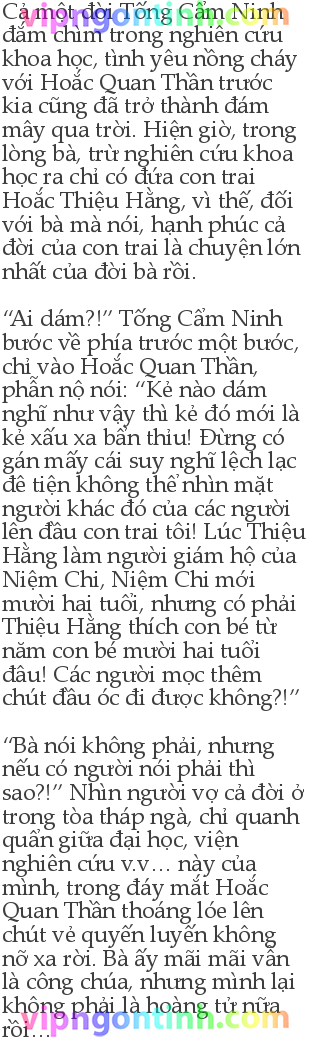 Cả một đời Tống Cẩm Ninh
đắm chìm trong nghiên cứu
khoa học, tình yêu nồng cháy
với Hoắc Quan Thần trước
kia cũng đã trở thành đám
mây qua trời. Hiện giờ, trong
lòng bà, trừ nghiên cứu khoa
học ra chỉ có đứa con trai
Hoắc Thiệu Hằng, vì thế, đối
với bà mà nói, hạnh phúc cả
đời của con trai là chuyện lớn
nhất của đời bà rồi.
“Ai dám?!” Tống Cẩm Ninh
bước về phía trước một bước,
chỉ vào Hoắc Quan Thần,
phẫn nộ nói: “Kẻ nào dám
nghĩ như vậy thì kẻ đó mới là
kẻ xấu xa bẩn thỉu! Đừng có
gán mấy cái suy nghĩ lệch lạc
đê tiện không thể nhìn mặt
người khác đó của các người
lên đầu con trai tôi! Lúc Thiệu
Hằng làm người giám hộ của
Niệm Chi, Niệm Chi mới
mười hai tuổi, nhưng có phải
Thiệu Hằng thích con bé từ
năm con bé mười hai tuổi
đâu! Các người mọc thêm
chút đầu óc đi được không?!”
“Bà nói không phải, nhưng
nếu có người nói phải thì
sao?!” Nhìn người vợ cả đời ở
trong tòa tháp ngà, chỉ quanh
quẩn giữa đại học, viện
nghiên cứu v.v... này của
mình, trong đáy mắt Hoắc
Quan Thần thoáng lóe lên
chút vẻ quyến luyến không
nỡ xa rời. Bà ấy mãi mãi vẫn
là công chúa, nhưng mình lại
không phải là hoàng tử nữa
rồi...
vipngontinh.com
vipngontinh.com